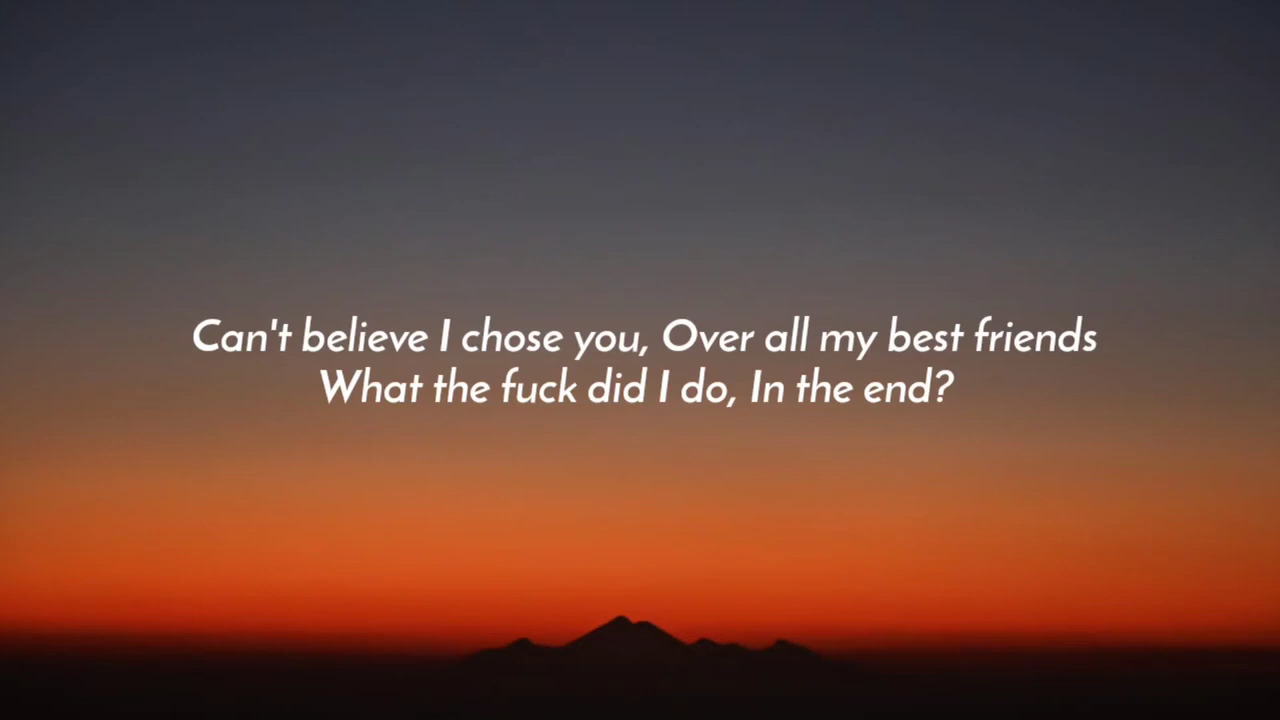 Can't believe I chose you, Over all my best friends
What the fuck did I do, In the end?